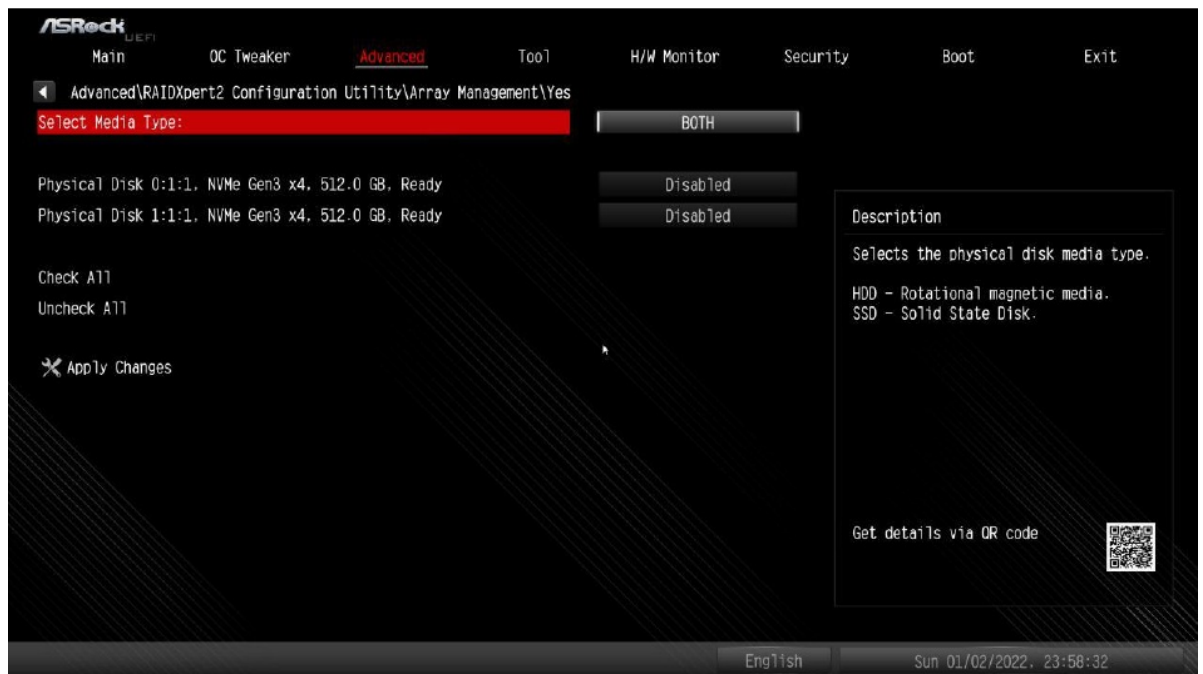 ASRock
UEFI
Main OC Tweaker Advanced Tool H/W Monitor Security Boot Exit
Advanced\RAIDXpert2 Configuration Utility\Array Management\Yes
Select Media Type: BOTH
Physical Disk 0:1:1, NVMe Gen3 x4, 512.0 GB, Ready Disabled
Physical Disk 1:1:1, NVMe Gen3 x4, 512.0 GB, Ready Disabled
Check All
Uncheck All
Apply Changes
Description
Selects the physical disk media type.
HDD - Rotational magnetic media.
SSD - Solid State Disk.
Get details via QR code
English Sun 01/02/2022. 23:58:32